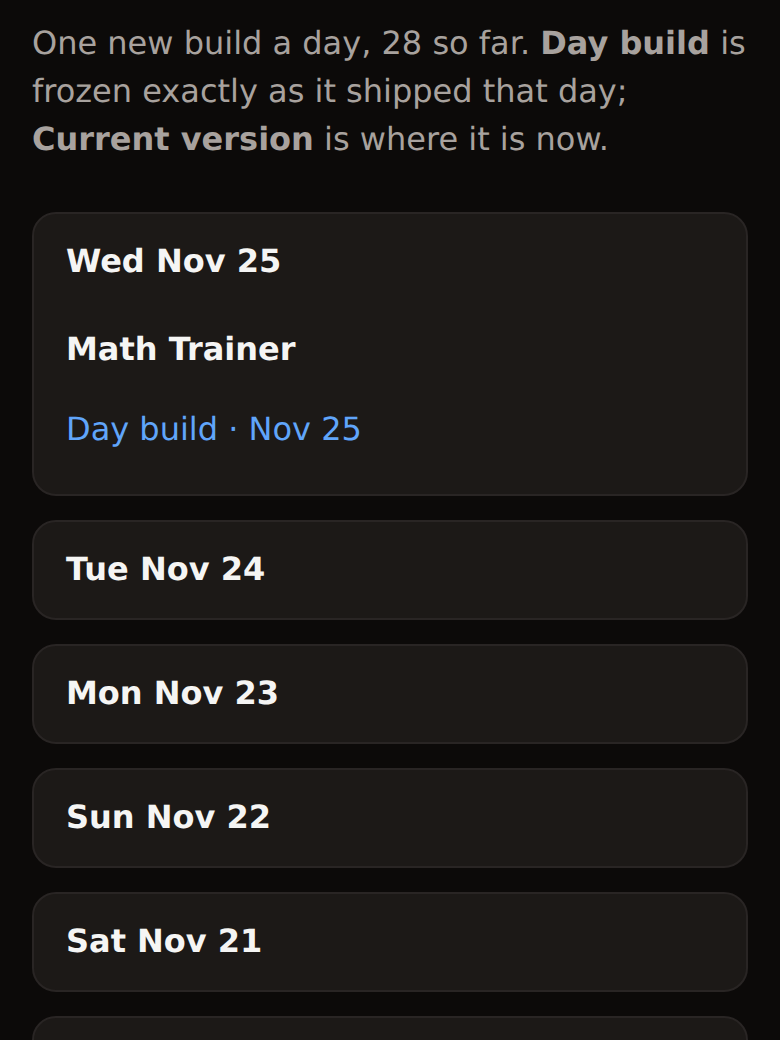 One new build a day, 28 so far. Day build is
frozen exactly as it shipped that day;
Current version is where it is now.
Wed Nov 25
Math Trainer
Day build · Nov 25
Tue Nov 24
Mon Nov 23
Sun Nov 22
Sat Nov 21